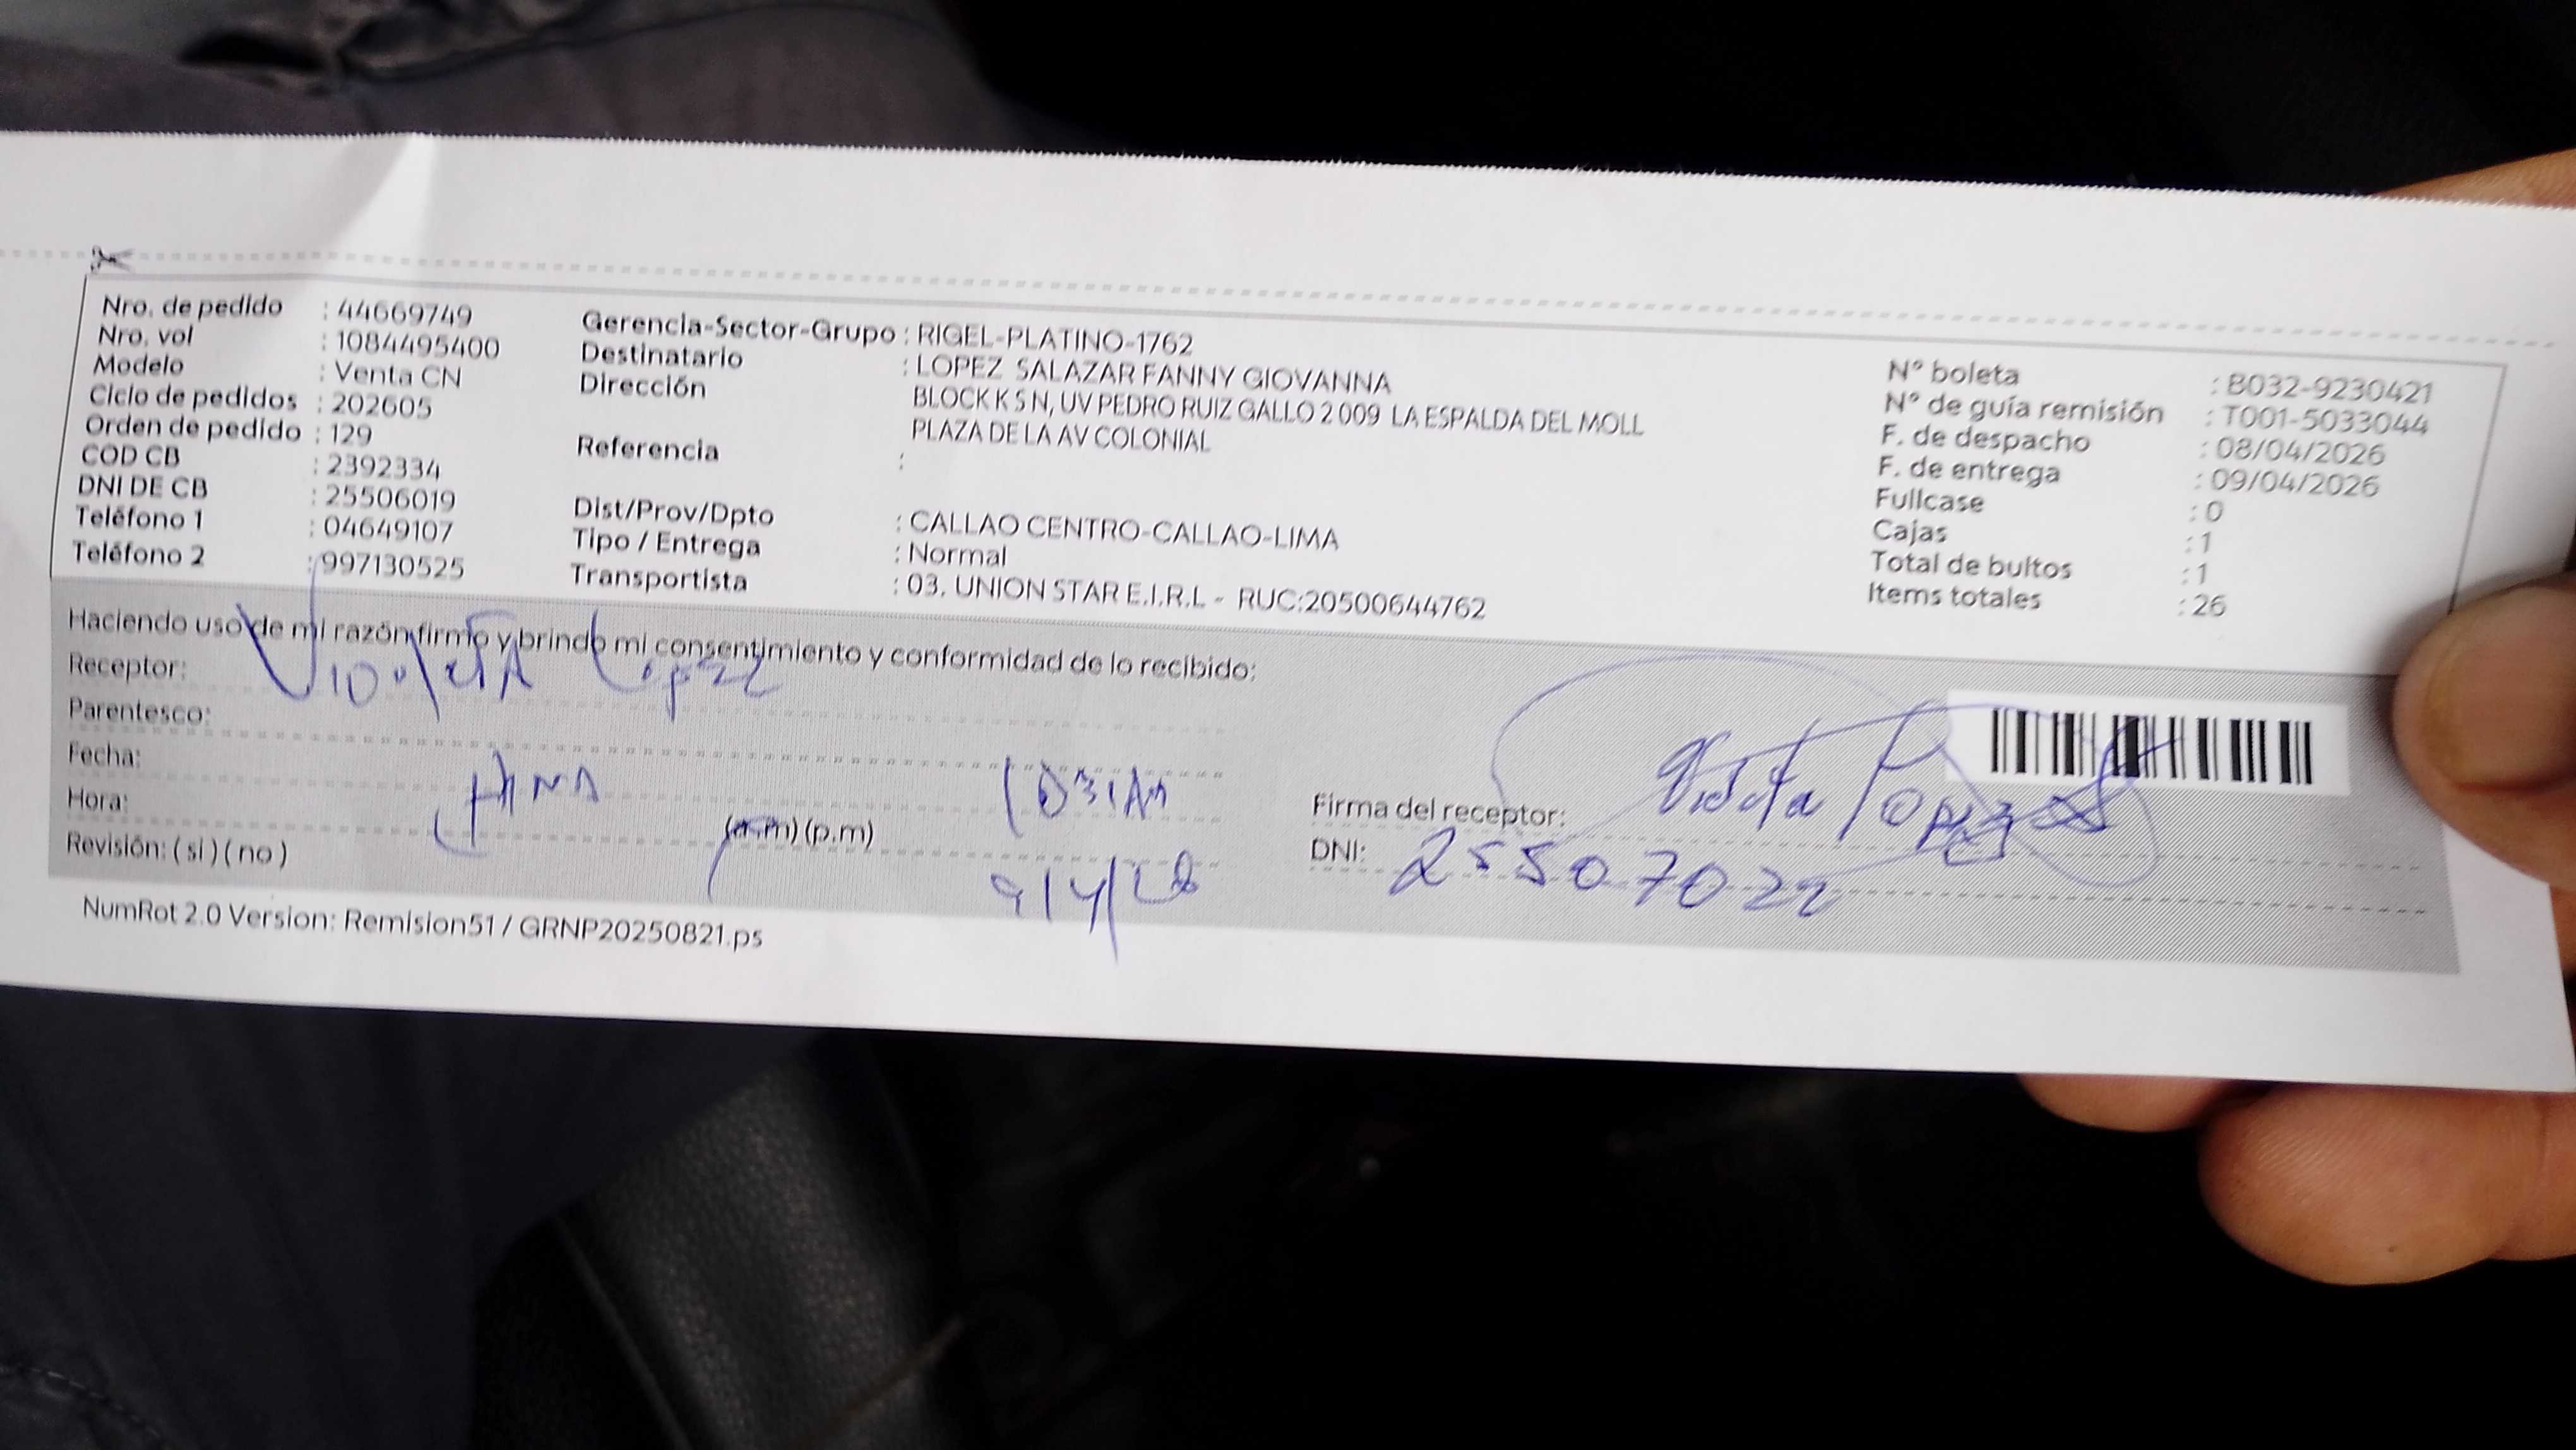 Nro. de pedido : 44669749
Nro. vol : 1084495400
Modelo : Venta CN
Ciclo de pedidos : 202605
Orden de pedido : 129
COD CB : 2392334
DNI DE CB : 25506019
Teléfono 1 : 04649107
Teléfono 2 : 997130525
Gerencia-Sector-Grupo : RIGEL-PLATINO-1762
Destinatario : LOPEZ SALAZAR FANNY GIOVANNA
Dirección BLOCK K S N, UV PEDRO RUIZ GALLO 2 009 LA ESPALDA DEL MOLL
PLAZA DE LA AV COLONIAL
Referencia :
Dist/Prov/Dpto : CALLAO CENTRO-CALLAO-LIMA
Tipo / Entrega : Normal
Transportista : 03. UNION STAR E.I.R.L - RUC:20500644762
N° boleta : B032-9230421
N° de guía remisión : T001-5033044
F. de despacho : 08/04/2026
F. de entrega : 09/04/2026
Fullcase : 0
Cajas : 1
Total de bultos : 1
Items totales : 26
Haciendo uso de mi razón firmo y brindo mi consentimiento y conformidad de lo recibido:
Receptor: Violeta Lopez
Parentesco:
Fecha:
Hora: (a.m) (p.m)
Revisión: ( si ) ( no )
Firma del receptor: Violeta Lopez
DNI: 25507022
NumRot 2.0 Version: Remision51 / GRNP20250821.ps